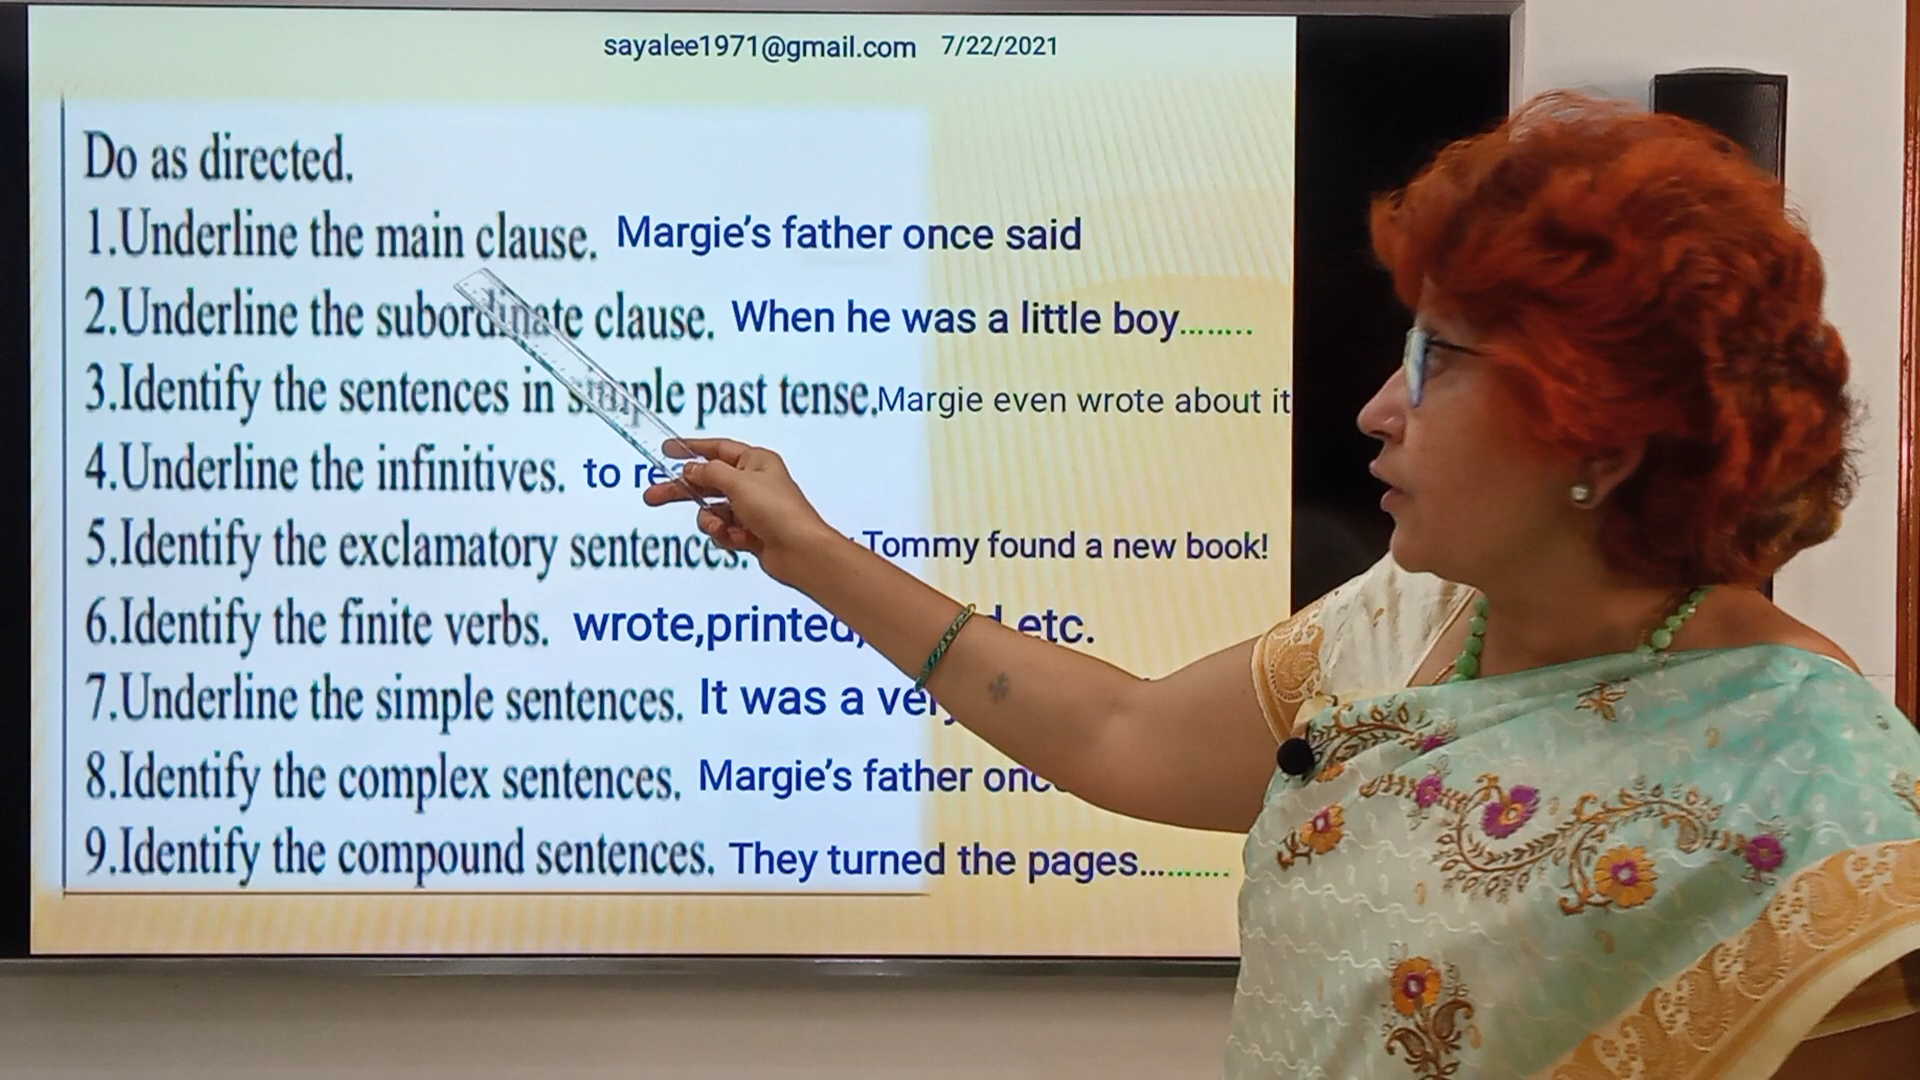 sayalee1971@gmail.com 7/22/2021
Do as directed.
1.Underline the main clause. Margie’s father once said
2.Underline the subordinate clause. When he was a little boy........
3.Identify the sentences in simple past tense. Margie even wrote about it
4.Underline the infinitives. to
5.Identify the exclamatory sentences. Tommy found a new book!
6.Identify the finite verbs. wrote,printed, etc.
7.Underline the simple sentences. It was a
8.Identify the complex sentences. Margie’s father
9.Identify the compound sentences. They turned the pages..........